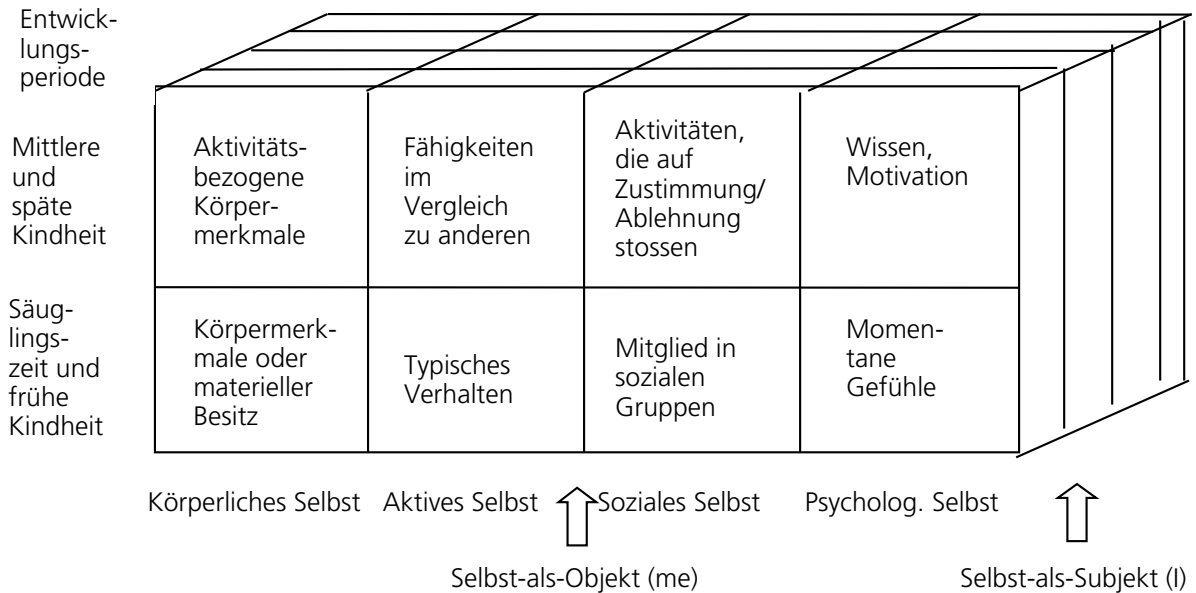 Entwick-
lungs-
periode
Mittlere
und
späte
Kindheit
Aktivitäts-
bezogene
Körper-
merkmale
Fähigkeiten
im
Vergleich
zu anderen
Aktivitäten,
die auf
Zustimmung/
Ablehnung
stossen
Wissen,
Motivation
Säug-
lings-
zeit und
frühe
Kindheit
Körpermerk-
male oder
materieller
Besitz
Typisches
Verhalten
Mitglied in
sozialen
Gruppen
Momen-
tane
Gefühle
Körperliches Selbst Aktives Selbst Soziales Selbst Psycholog. Selbst
Selbst-als-Objekt (me) Selbst-als-Subjekt (I)